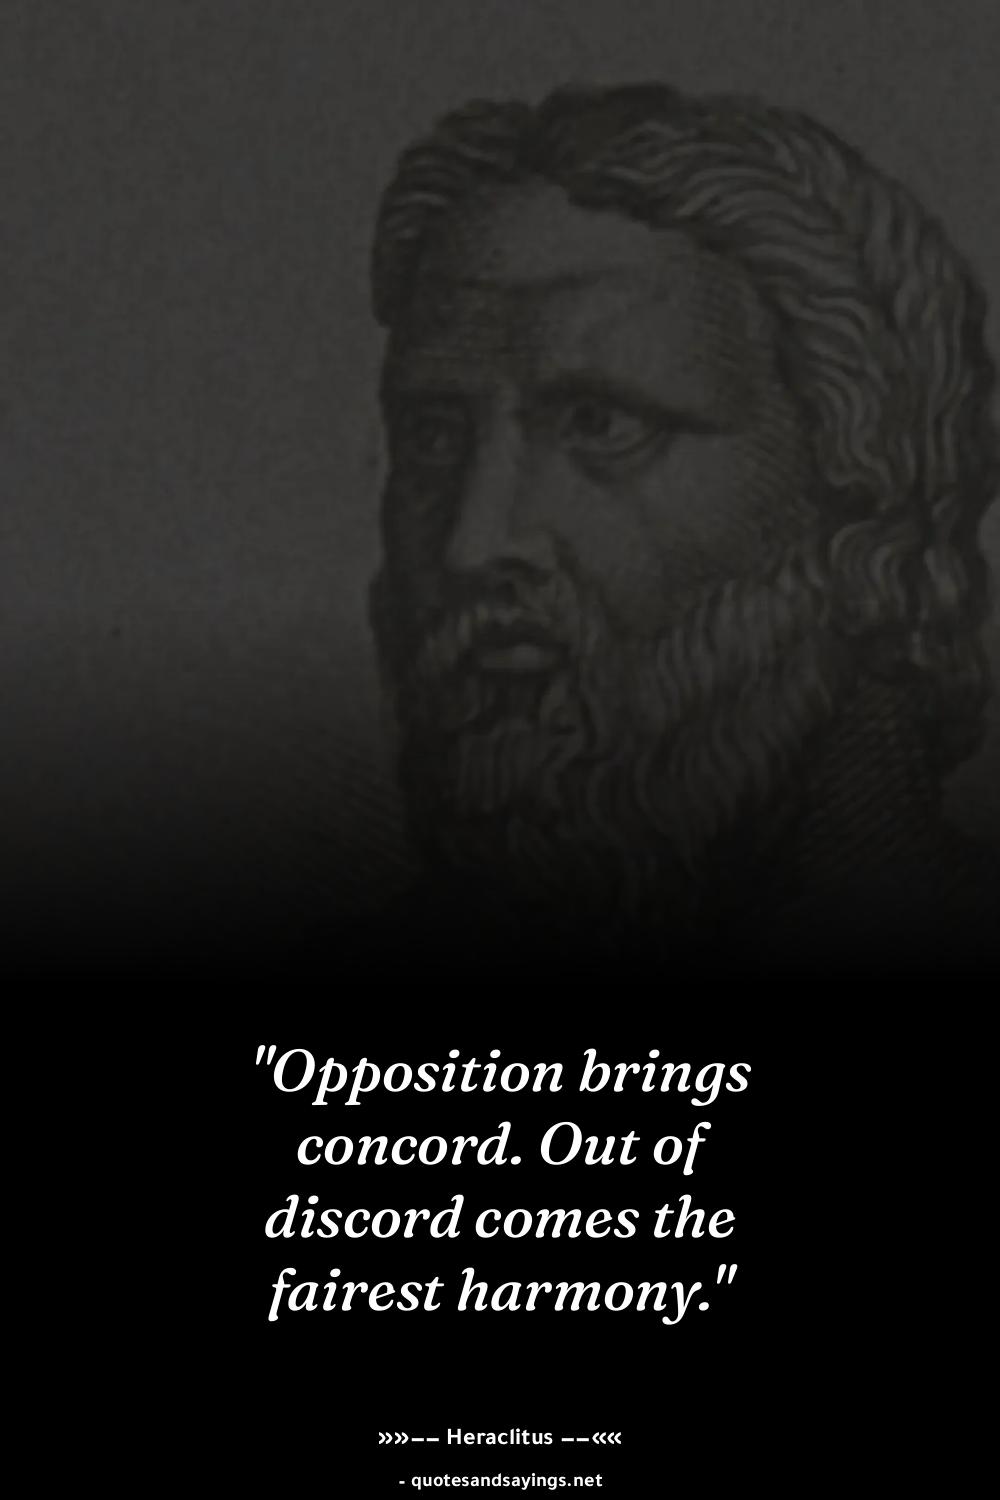 "Opposition brings
concord. Out of
discord comes the
fairest harmony."
»»–– Heraclitus ––««
- quotesandsayings.net